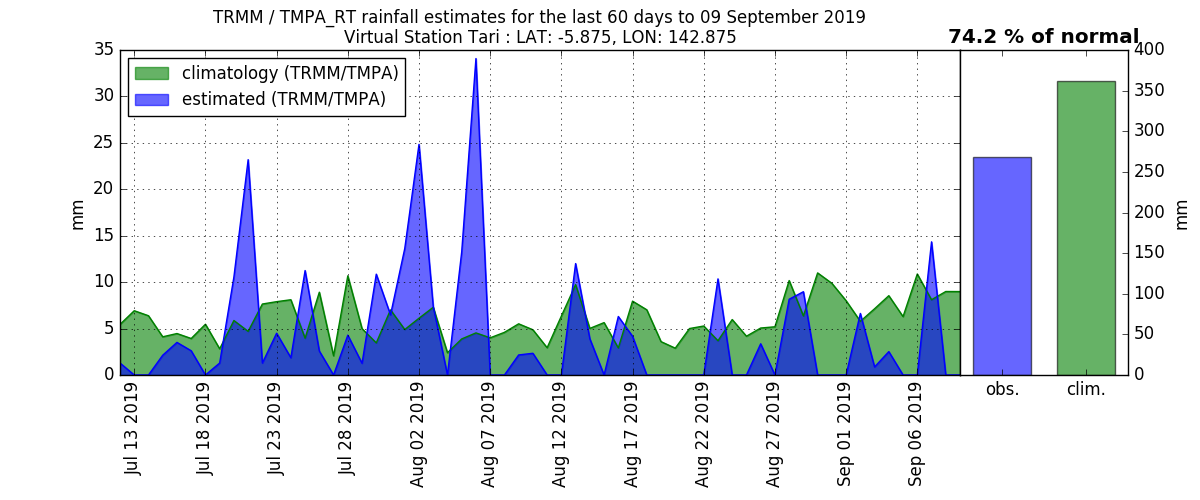 TRMM / TMPA_RT rainfall estimates for the last 60 days to 09 September 2019
Virtual Station Tari : LAT: -5.875, LON: 142.875
74.2 % of normal
climatology (TRMM/TMPA)
estimated (TRMM/TMPA)
35
30
25
20
15
10
5
0
mm
Jul 13 2019
Jul 18 2019
Jul 23 2019
Jul 28 2019
Aug 02 2019
Aug 07 2019
Aug 12 2019
Aug 17 2019
Aug 22 2019
Aug 27 2019
Sep 01 2019
Sep 06 2019
400
350
300
250
200
150
100
50
0
mm
obs.
clim.